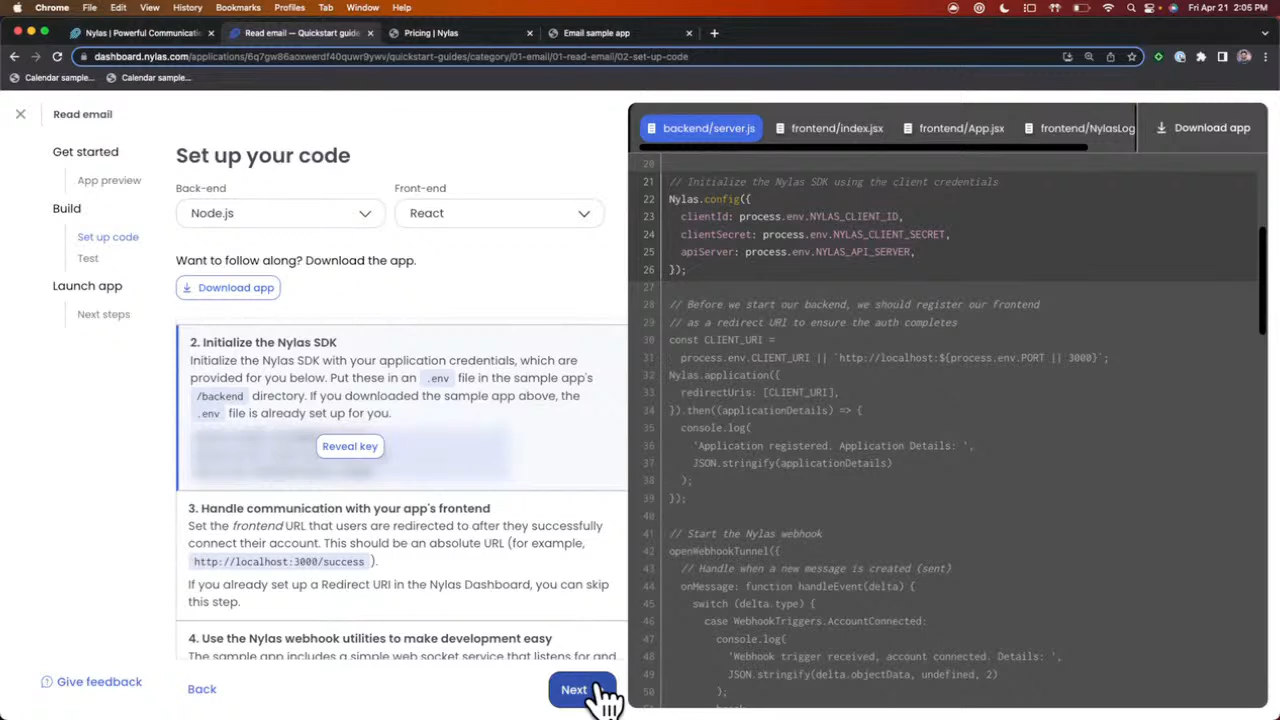 Chrome File Edit View History Bookmarks Profiles Tab Window Help Fri Apr 21 2:05 PM
Nylas | Powerful Communicati Read email — Quickstart guide Pricing | Nylas Email sample app
dashboard.nylas.com/applications/6q7gw86aoxwerdf40quwr9ywv/quickstart-guides/category/01-email/01-read-email/02-set-up-code
Calendar sample... Calendar sample...
Read email
Get started
App preview
Build
Set up code
Test
Launch app
Next steps
Give feedback
Set up your code
Back-end Front-end
Node.js React
Want to follow along? Download the app.
Download app
2. Initialize the Nylas SDK
Initialize the Nylas SDK with your application credentials, which are
provided for you below. Put these in an .env file in the sample app's
/backend directory. If you downloaded the sample app above, the
.env file is already set up for you.
Reveal key
3. Handle communication with your app's frontend
Set the frontend URL that users are redirected to after they successfully
connect their account. This should be an absolute URL (for example,
http://localhost:3000/success ).
If you already set up a Redirect URI in the Nylas Dashboard, you can skip
this step.
4. Use the Nylas webhook utilities to make development easy
The sample app includes a simple web socket service that listens for and
Back Next
backend/server.js frontend/index.jsx frontend/App.jsx frontend/NylasLog Download app
20
21 // Initialize the Nylas SDK using the client credentials
22 Nylas.config({
23 clientId: process.env.NYLAS_CLIENT_ID,
24 clientSecret: process.env.NYLAS_CLIENT_SECRET,
25 apiServer: process.env.NYLAS_API_SERVER,
26 });
27
28 // Before we start our backend, we should register our frontend
29 // as a redirect URI to ensure the auth completes
30 const CLIENT_URI =
31 process.env.CLIENT_URI || `http://localhost:${process.env.PORT || 3000}`;
32 Nylas.application({
33 redirectUris: [CLIENT_URI],
34 }).then((applicationDetails) => {
35 console.log(
36 'Application registered. Application Details: ',
37 JSON.stringify(applicationDetails)
38 );
39 });
40
41 // Start the Nylas webhook
42 openWebhookTunnel({
43 // Handle when a new message is created (sent)
44 onMessage: function handleEvent(delta) {
45 switch (delta.type) {
46 case WebhookTriggers.AccountConnected:
47 console.log(
48 'Webhook trigger received, account connected. Details: ',
49 JSON.stringify(delta.objectData, undefined, 2)
50 );